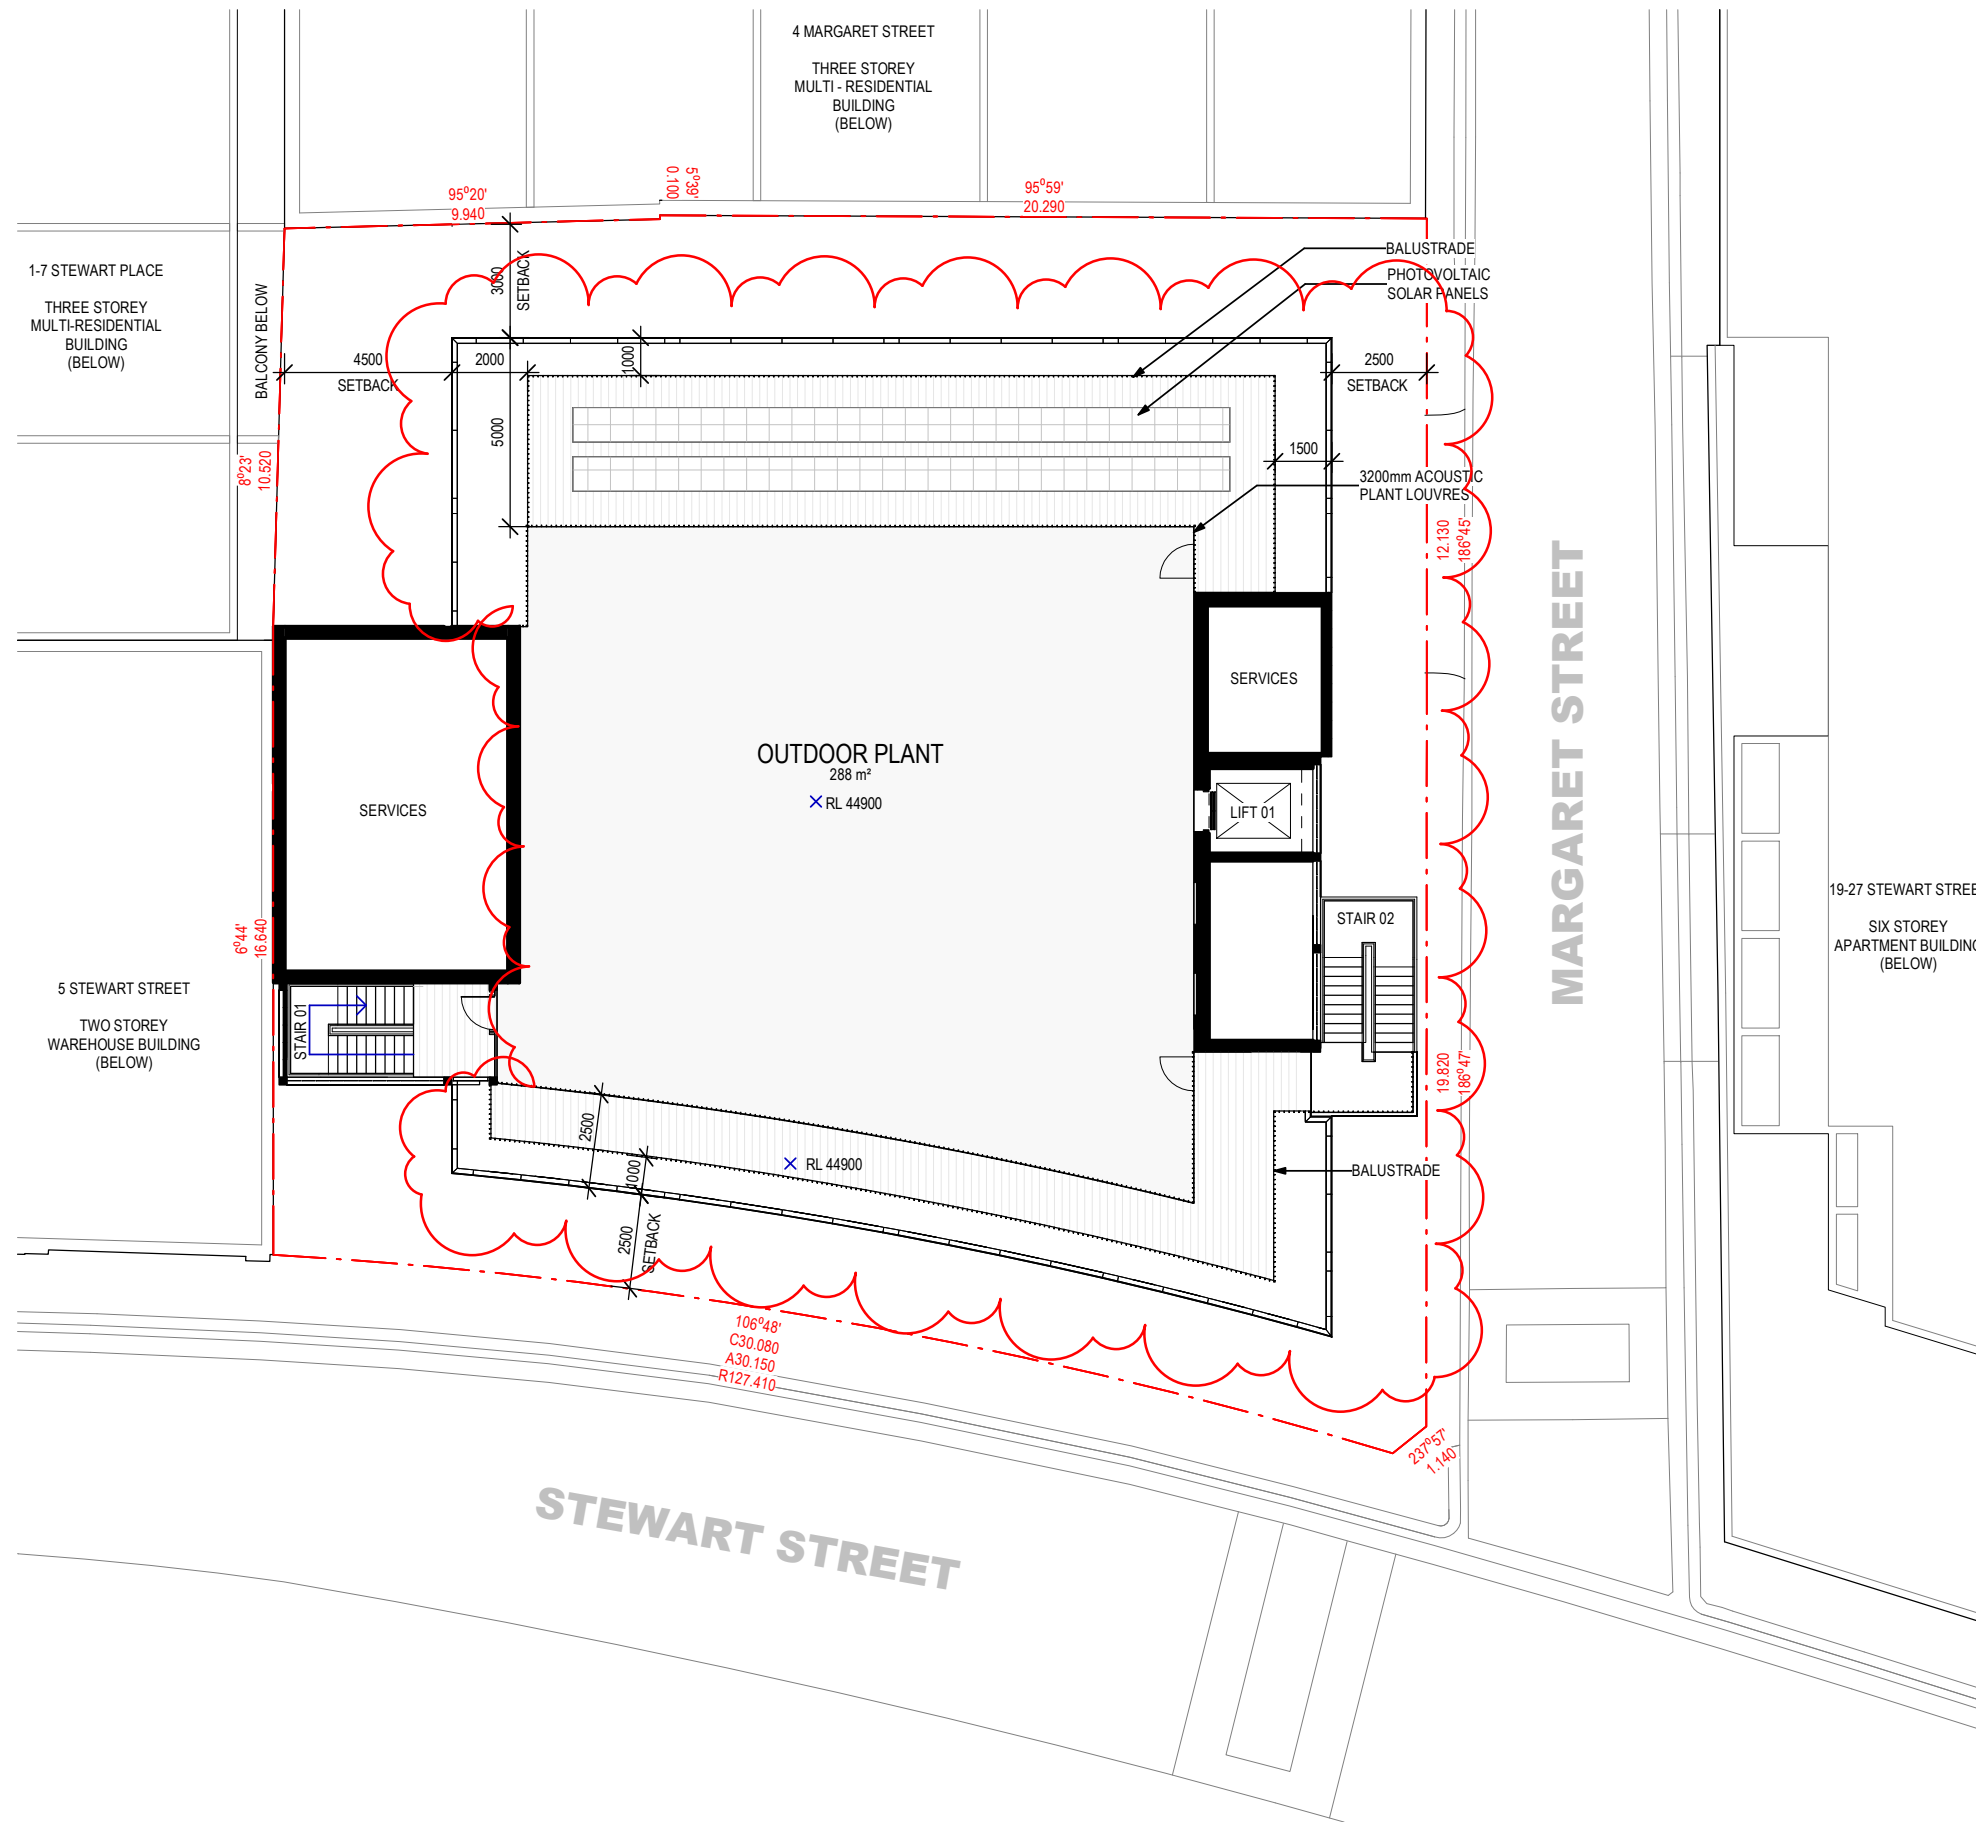 4 MARGARET STREET
THREE STOREY
MULTI - RESIDENTIAL
BUILDING
(BELOW)
95°20'
9.940
5°39'
0.100
95°59'
20.290
1-7 STEWART PLACE
THREE STOREY
MULTI-RESIDENTIAL
BUILDING
(BELOW)
BALCONY BELOW
3000
SETBACK
BALUSTRADE
PHOTOVOLTAIC
SOLAR PANELS
4500
SETBACK
2000
1000
2500
SETBACK
5000
1500
8°23'
10.520
3200mm ACOUSTIC
PLANT LOUVRES
12.130
186°45'
MARGARET STREET
SERVICES
OUTDOOR PLANT
288 m²
RL 44900
SERVICES
LIFT 01
STAIR 02
19-27 STEWART STREE
SIX STOREY
APARTMENT BUILDING
(BELOW)
6°44'
16.640
5 STEWART STREET
TWO STOREY
WAREHOUSE BUILDING
(BELOW)
STAIR 01
19.820
186°47'
2500
1000
RL 44900
BALUSTRADE
2500
SETBACK
106°48'
C30.080
A30.150
R127.410
237°57'
1.140
STEWART STREET